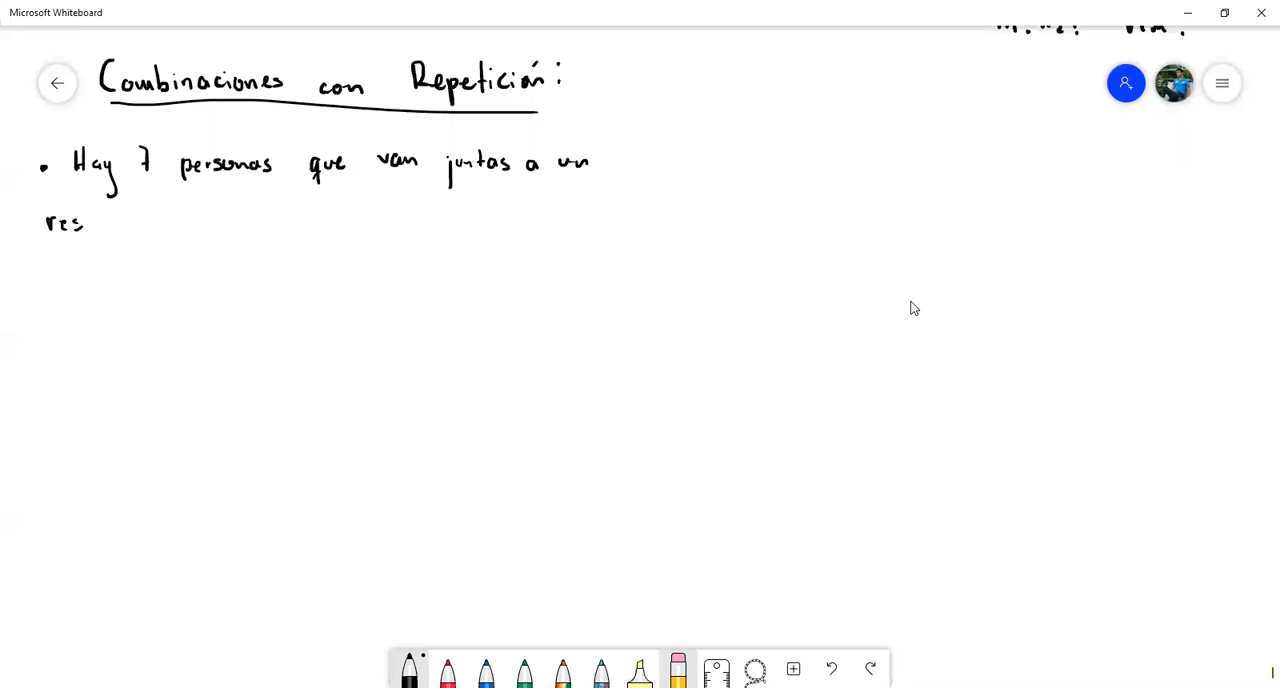 Microsoft Whiteboard
Combinaciones con Repetición:
• Hay 7 personas que van juntas a un
res